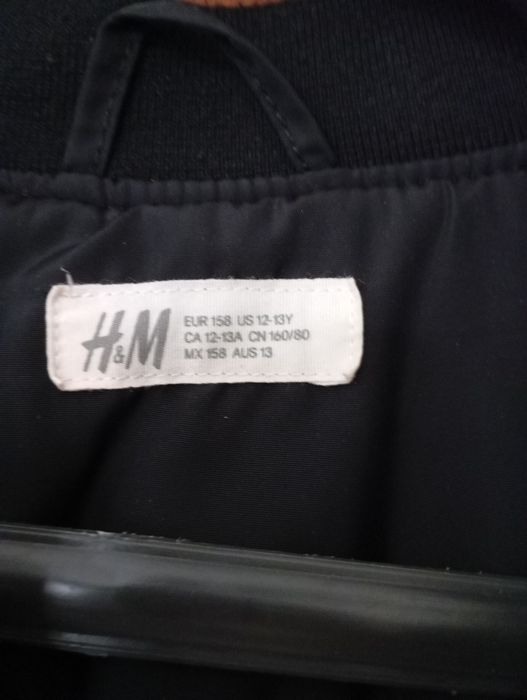 H&M
EUR 158 US 12-13Y
CA 12-13A CN 160/80
MX 158 AUS 13